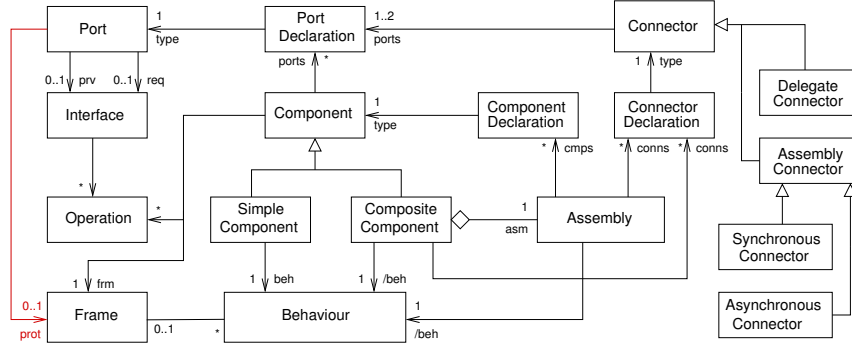 Port
1
type
Port
Declaration
1..2
ports
Connector
0..1
prv
0..1
req
ports
*
1
type
Interface
Component
1
type
Component
Declaration
Connector
Declaration
Delegate
Connector
*
cmps
*
conns
*
conns
Assembly
Connector
*
Operation
*
Simple
Component
Composite
Component
1
asm
Assembly
Synchronous
Connector
1
frm
1
beh
1
/beh
0..1
prot
Frame
0..1
*
Behaviour
1
/beh
Asynchronous
Connector